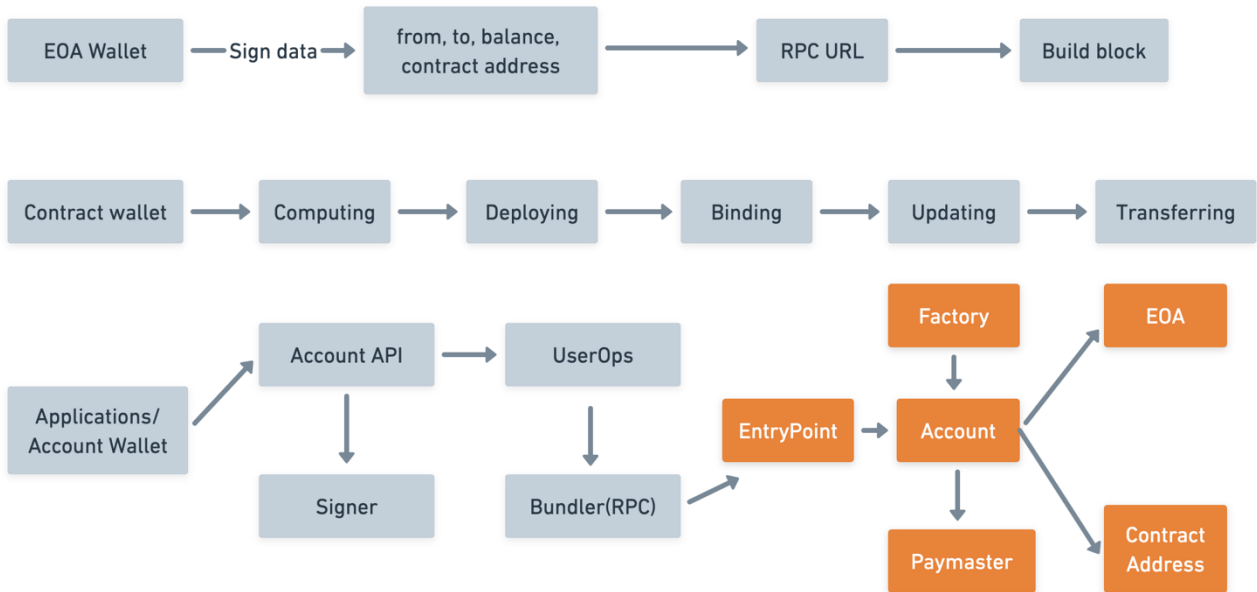 EOA Wallet
Sign data
from, to, balance,
contract address
RPC URL
Build block
Contract wallet
Computing
Deploying
Binding
Updating
Transferring
Factory
EOA
Account API
UserOps
Applications/
Account Wallet
EntryPoint
Account
Signer
Bundler(RPC)
Paymaster
Contract
Address